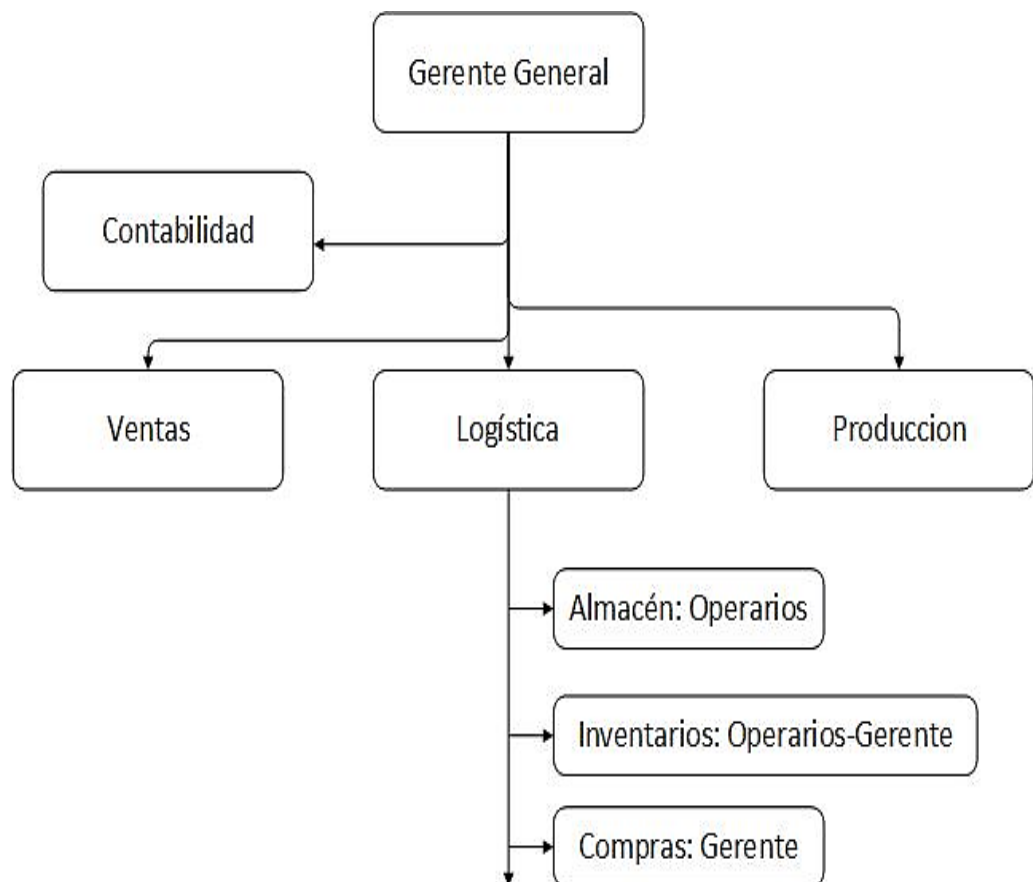 Gerente General
Contabilidad
Ventas
Logística
Produccion
Almacén: Operarios
Inventarios: Operarios-Gerente
Compras: Gerente